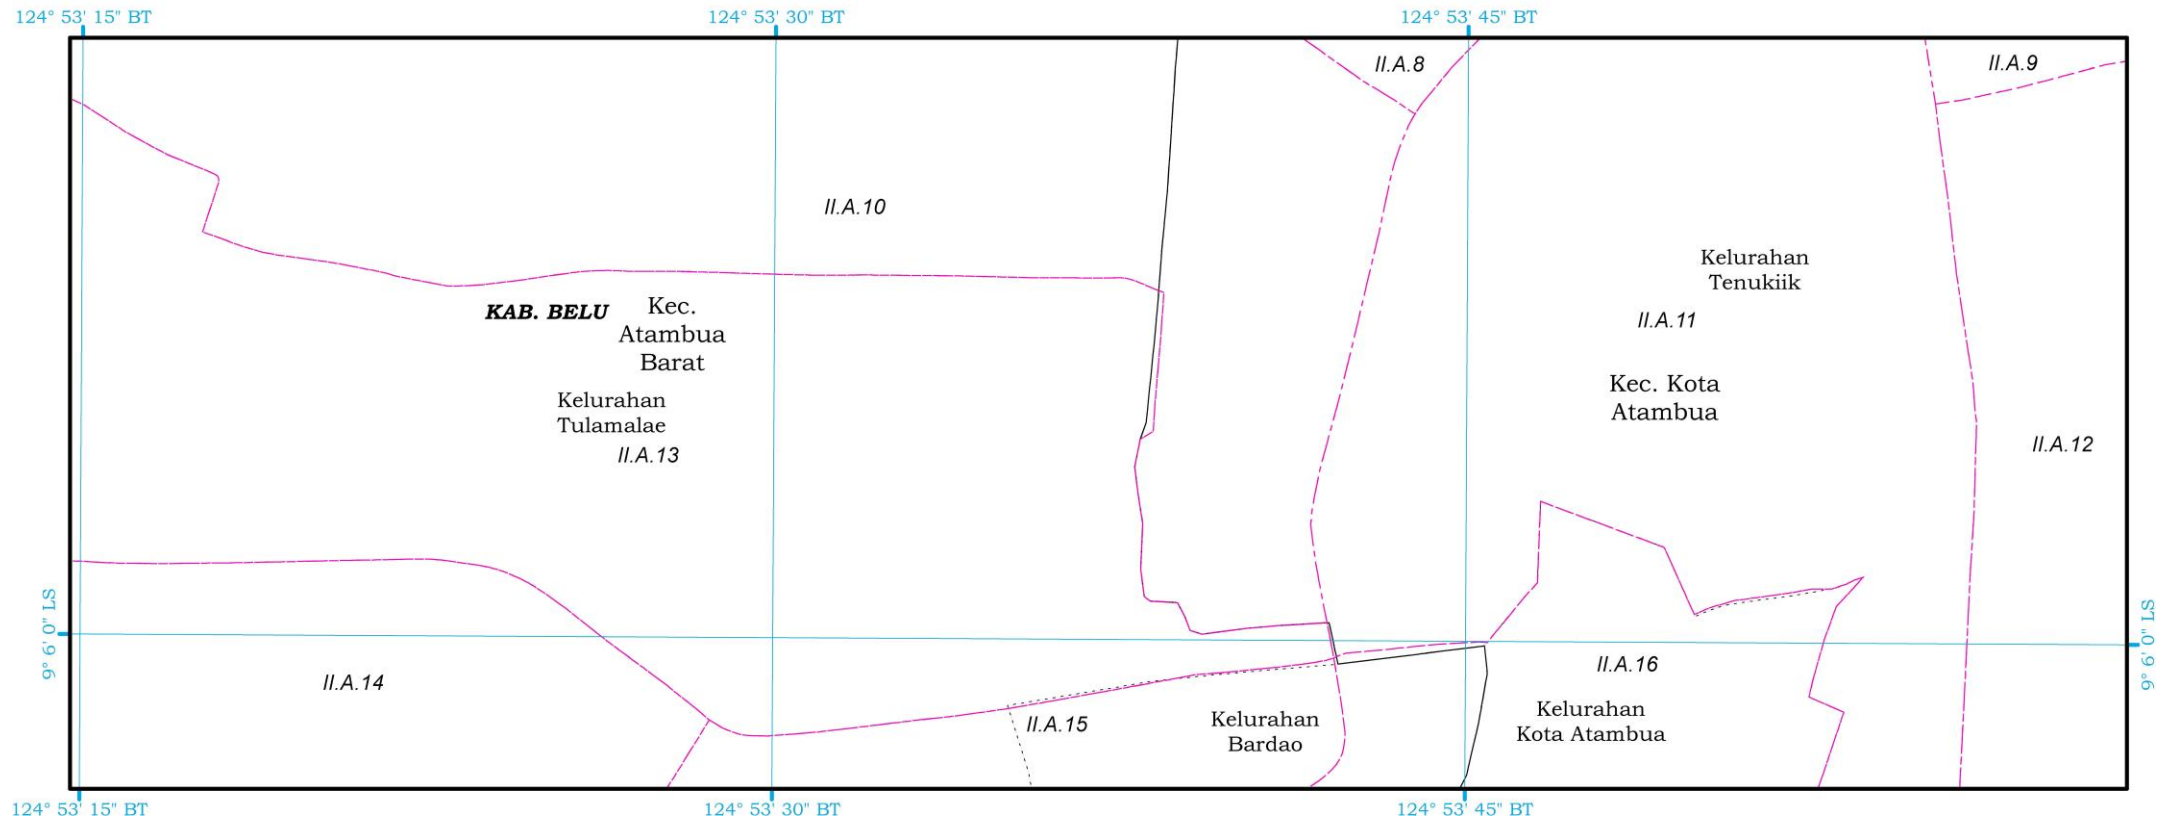 124° 53' 15" BT
124° 53' 30" BT
124° 53' 45" BT
II.A.8
II.A.9
II.A.10
Kelurahan
Tenukiik
II.A.11
KAB. BELU
Kec.
Atambua
Barat
Kec. Kota
Atambua
Kelurahan
Tulamalae
II.A.13
II.A.12
9° 6' 0" LS
9° 6' 0" LS
II.A.14
II.A.15
Kelurahan
Bardao
II.A.16
Kelurahan
Kota Atambua
124° 53' 15" BT
124° 53' 30" BT
124° 53' 45" BT